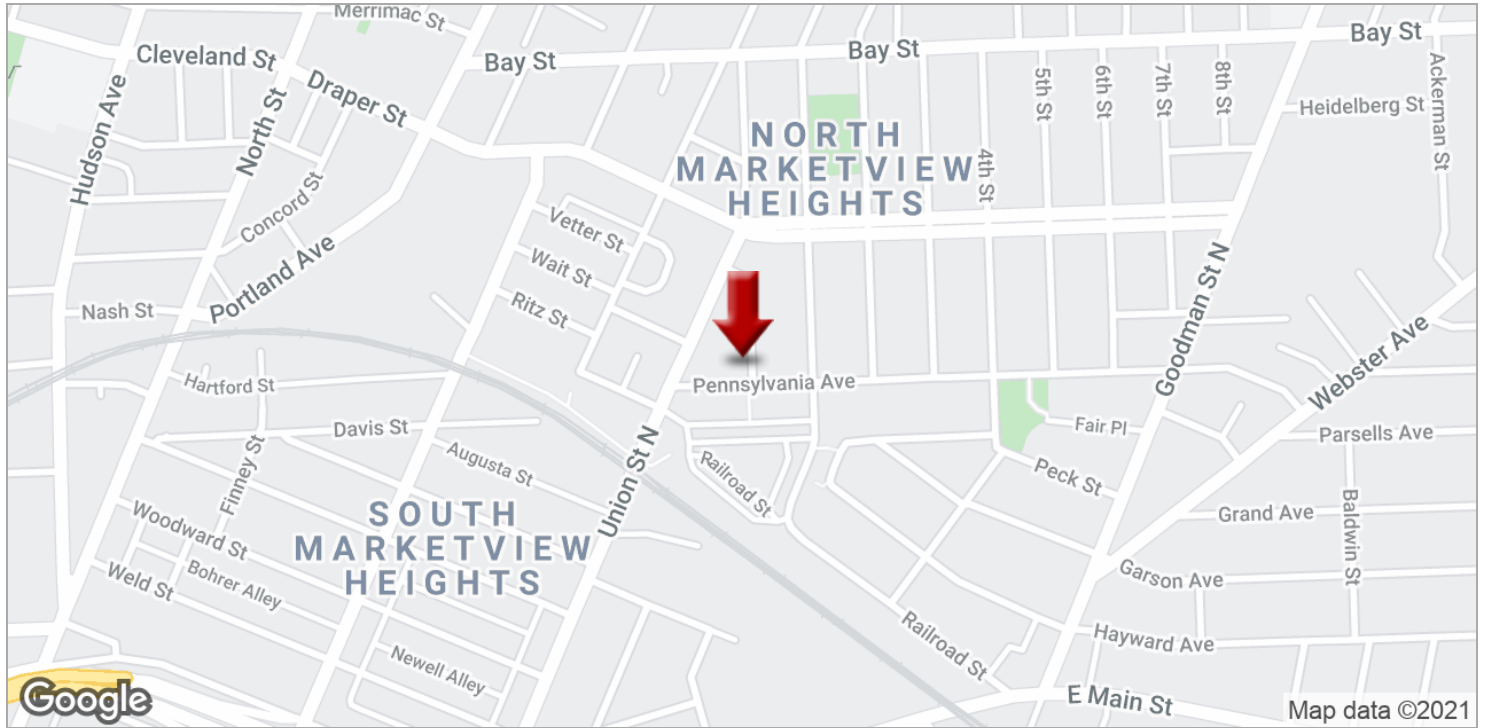 Merrimac St
Cleveland St
Bay St
Bay St
Bay St
Hudson Ave
North St
Draper St
5th St
6th St
7th St
8th St
Ackerman St
Heidelberg St
NORTH
MARKETVIEW
HEIGHTS
4th St
Concord St
Vetter St
Wait St
Portland Ave
Nash St
Ritz St
Goodman St N
Webster Ave
Hartford St
Pennsylvania Ave
Davis St
Fair Pl
Parsells Ave
Finney St
Augusta St
Union St N
Railroad St
Peck St
SOUTH
MARKETVIEW
HEIGHTS
Woodward St
Grand Ave
Baldwin St
Weld St
Bohrer Alley
Garson Ave
Railroad St
Hayward Ave
Newell Alley
E Main St
Google
Map data ©2021